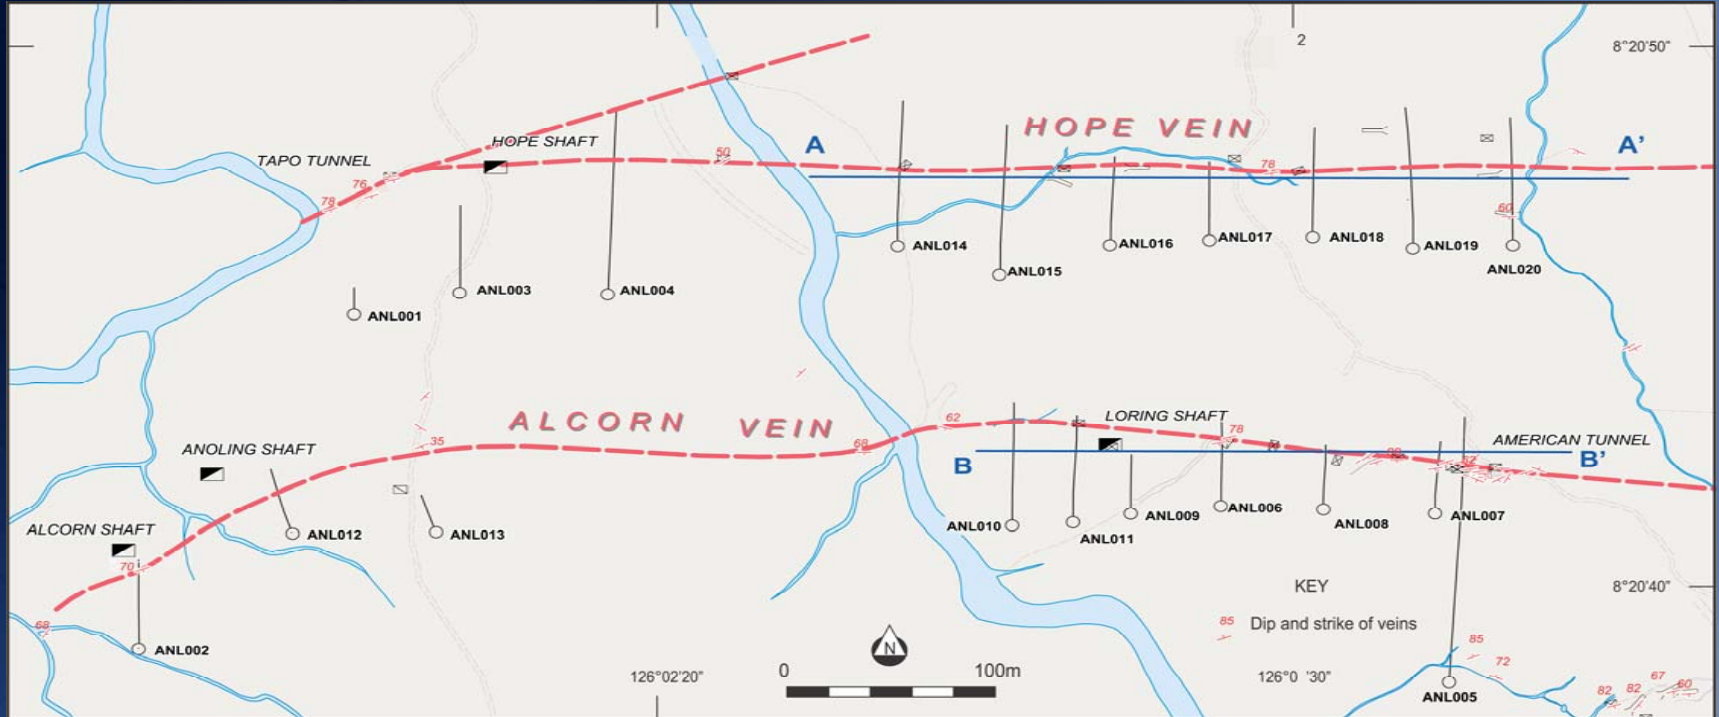 2
8°20'50"
HOPE SHAFT
HOPE VEIN
A
A'
TAPO TUNNEL
50
78
76
78
60
ANL014
ANL015
ANL016
ANL017
ANL018
ANL019
ANL020
ANL001
ANL003
ANL004
ALCORN VEIN
62
LORING SHAFT
78
AMERICAN TUNNEL
35
68
ANOLING SHAFT
B
B'
ALCORN SHAFT
ANL012
ANL013
ANL010
ANL011
ANL009
ANL006
ANL008
ANL007
70
KEY
8°20'40"
85
Dip and strike of veins
68
85
ANL002
N
72
0
100m
126°02'20"
126°0 '30"
67
60
82
82
ANL005